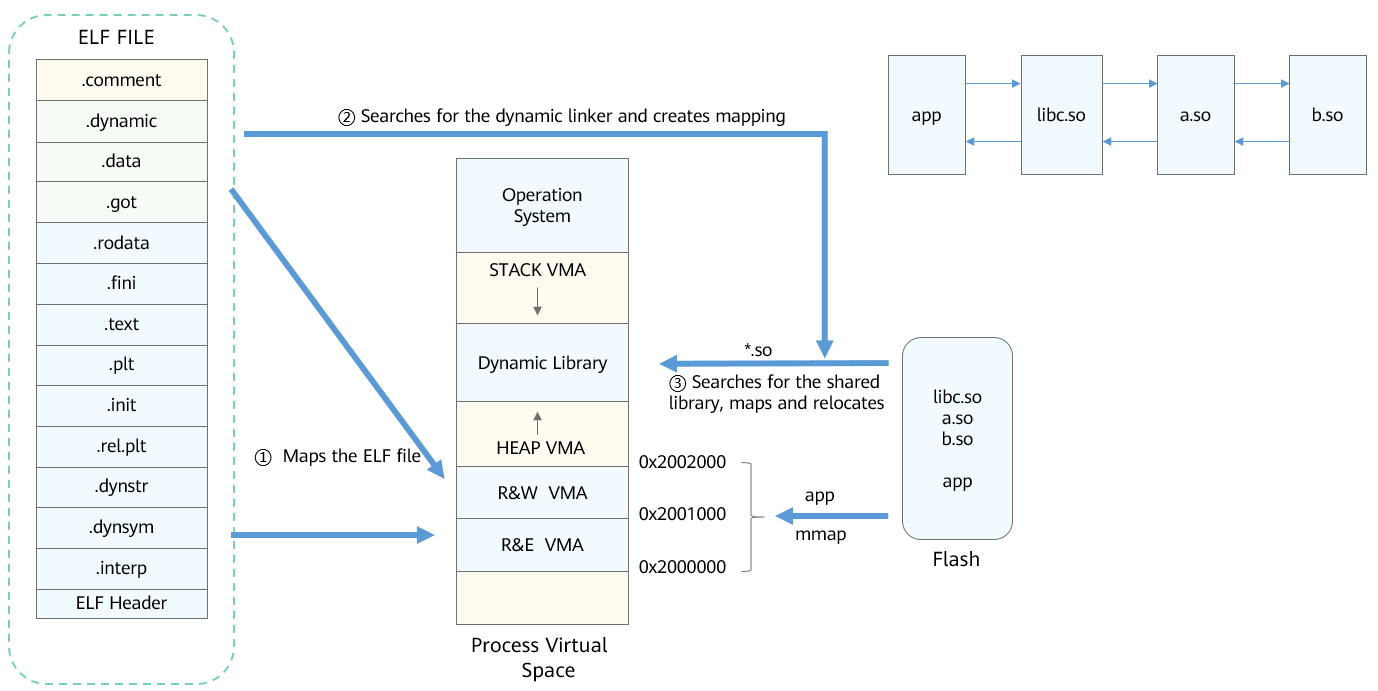 ELF FILE
.comment
.dynamic
.data
.got
.rodata
.fini
.text
.plt
.init
.rel.plt
.dynstr
.dynsym
.interp
ELF Header
② Searches for the dynamic linker and creates mapping
① Maps the ELF file
Operation
System
STACK VMA
Dynamic Library
HEAP VMA
R&W VMA
R&E VMA
Process Virtual
Space
*.so
③ Searches for the shared
library, maps and relocates
0x2002000
0x2001000
0x2000000
app
mmap
libc.so
a.so
b.so
app
Flash
app
libc.so
a.so
b.so